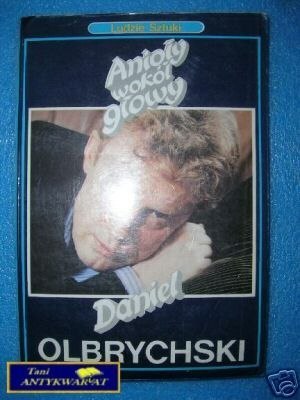 Ludzie Sztuki
Anioły
wokół
głowy
Daniel
OLBRYCHSKI
Tani
ANTYKWARIAT